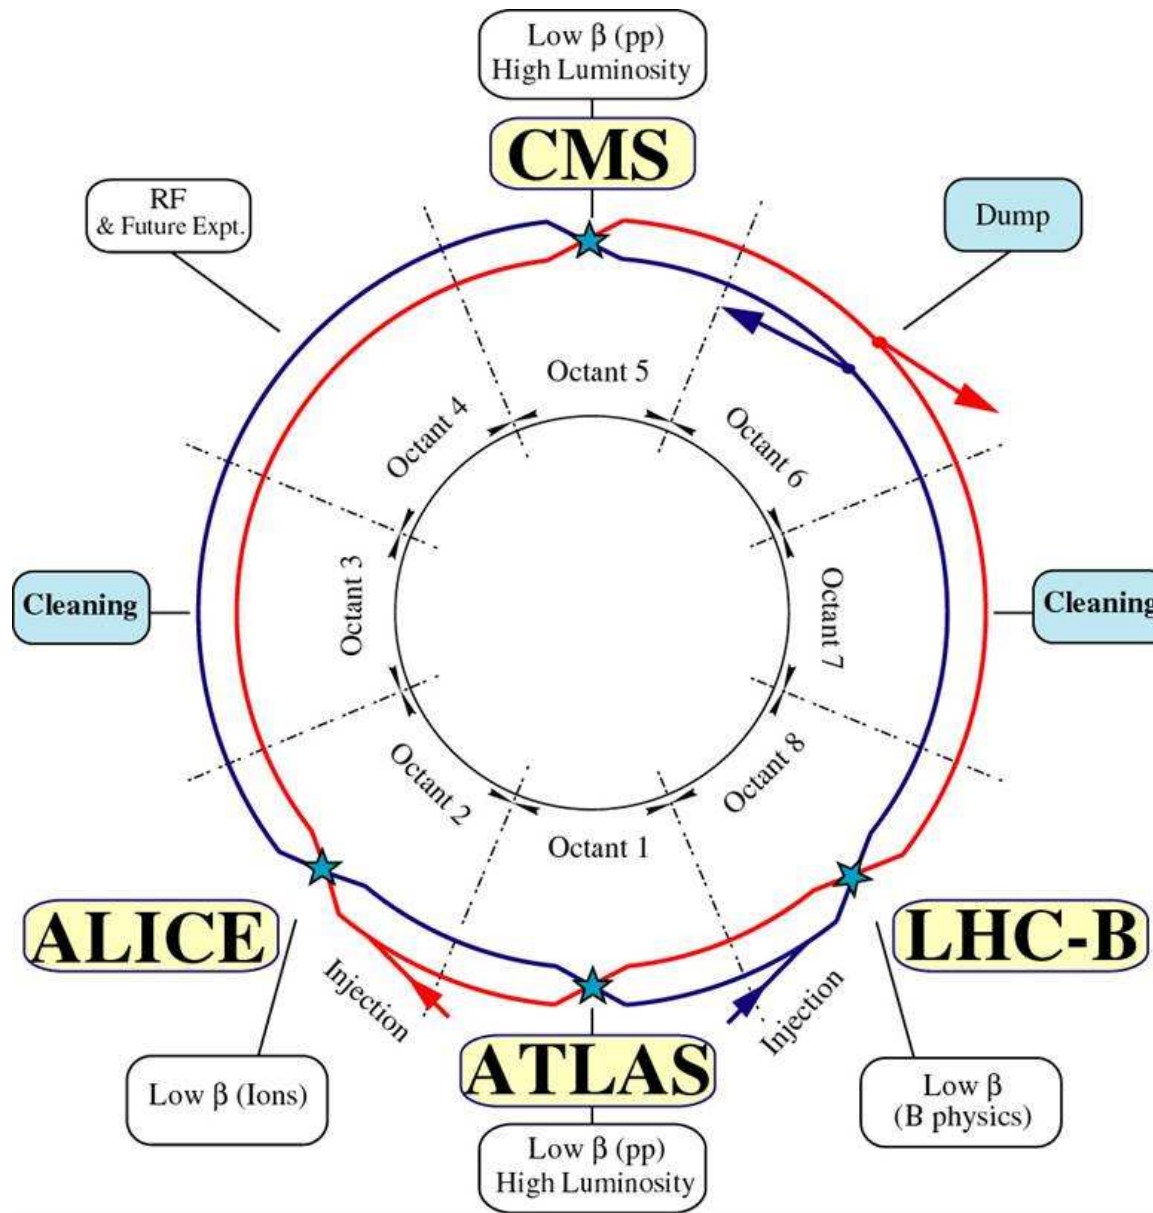 Low β (pp)
High Luminosity
CMS
RF
& Future Expt.
Dump
Octant 5
Octant 4
Octant 6
Cleaning
Octant 3
Octant 7
Cleaning
Octant 2
Octant 8
Octant 1
ALICE
LHC-B
Injection
Injection
ATLAS
Low β (Ions)
Low β
(B physics)
Low β (pp)
High Luminosity